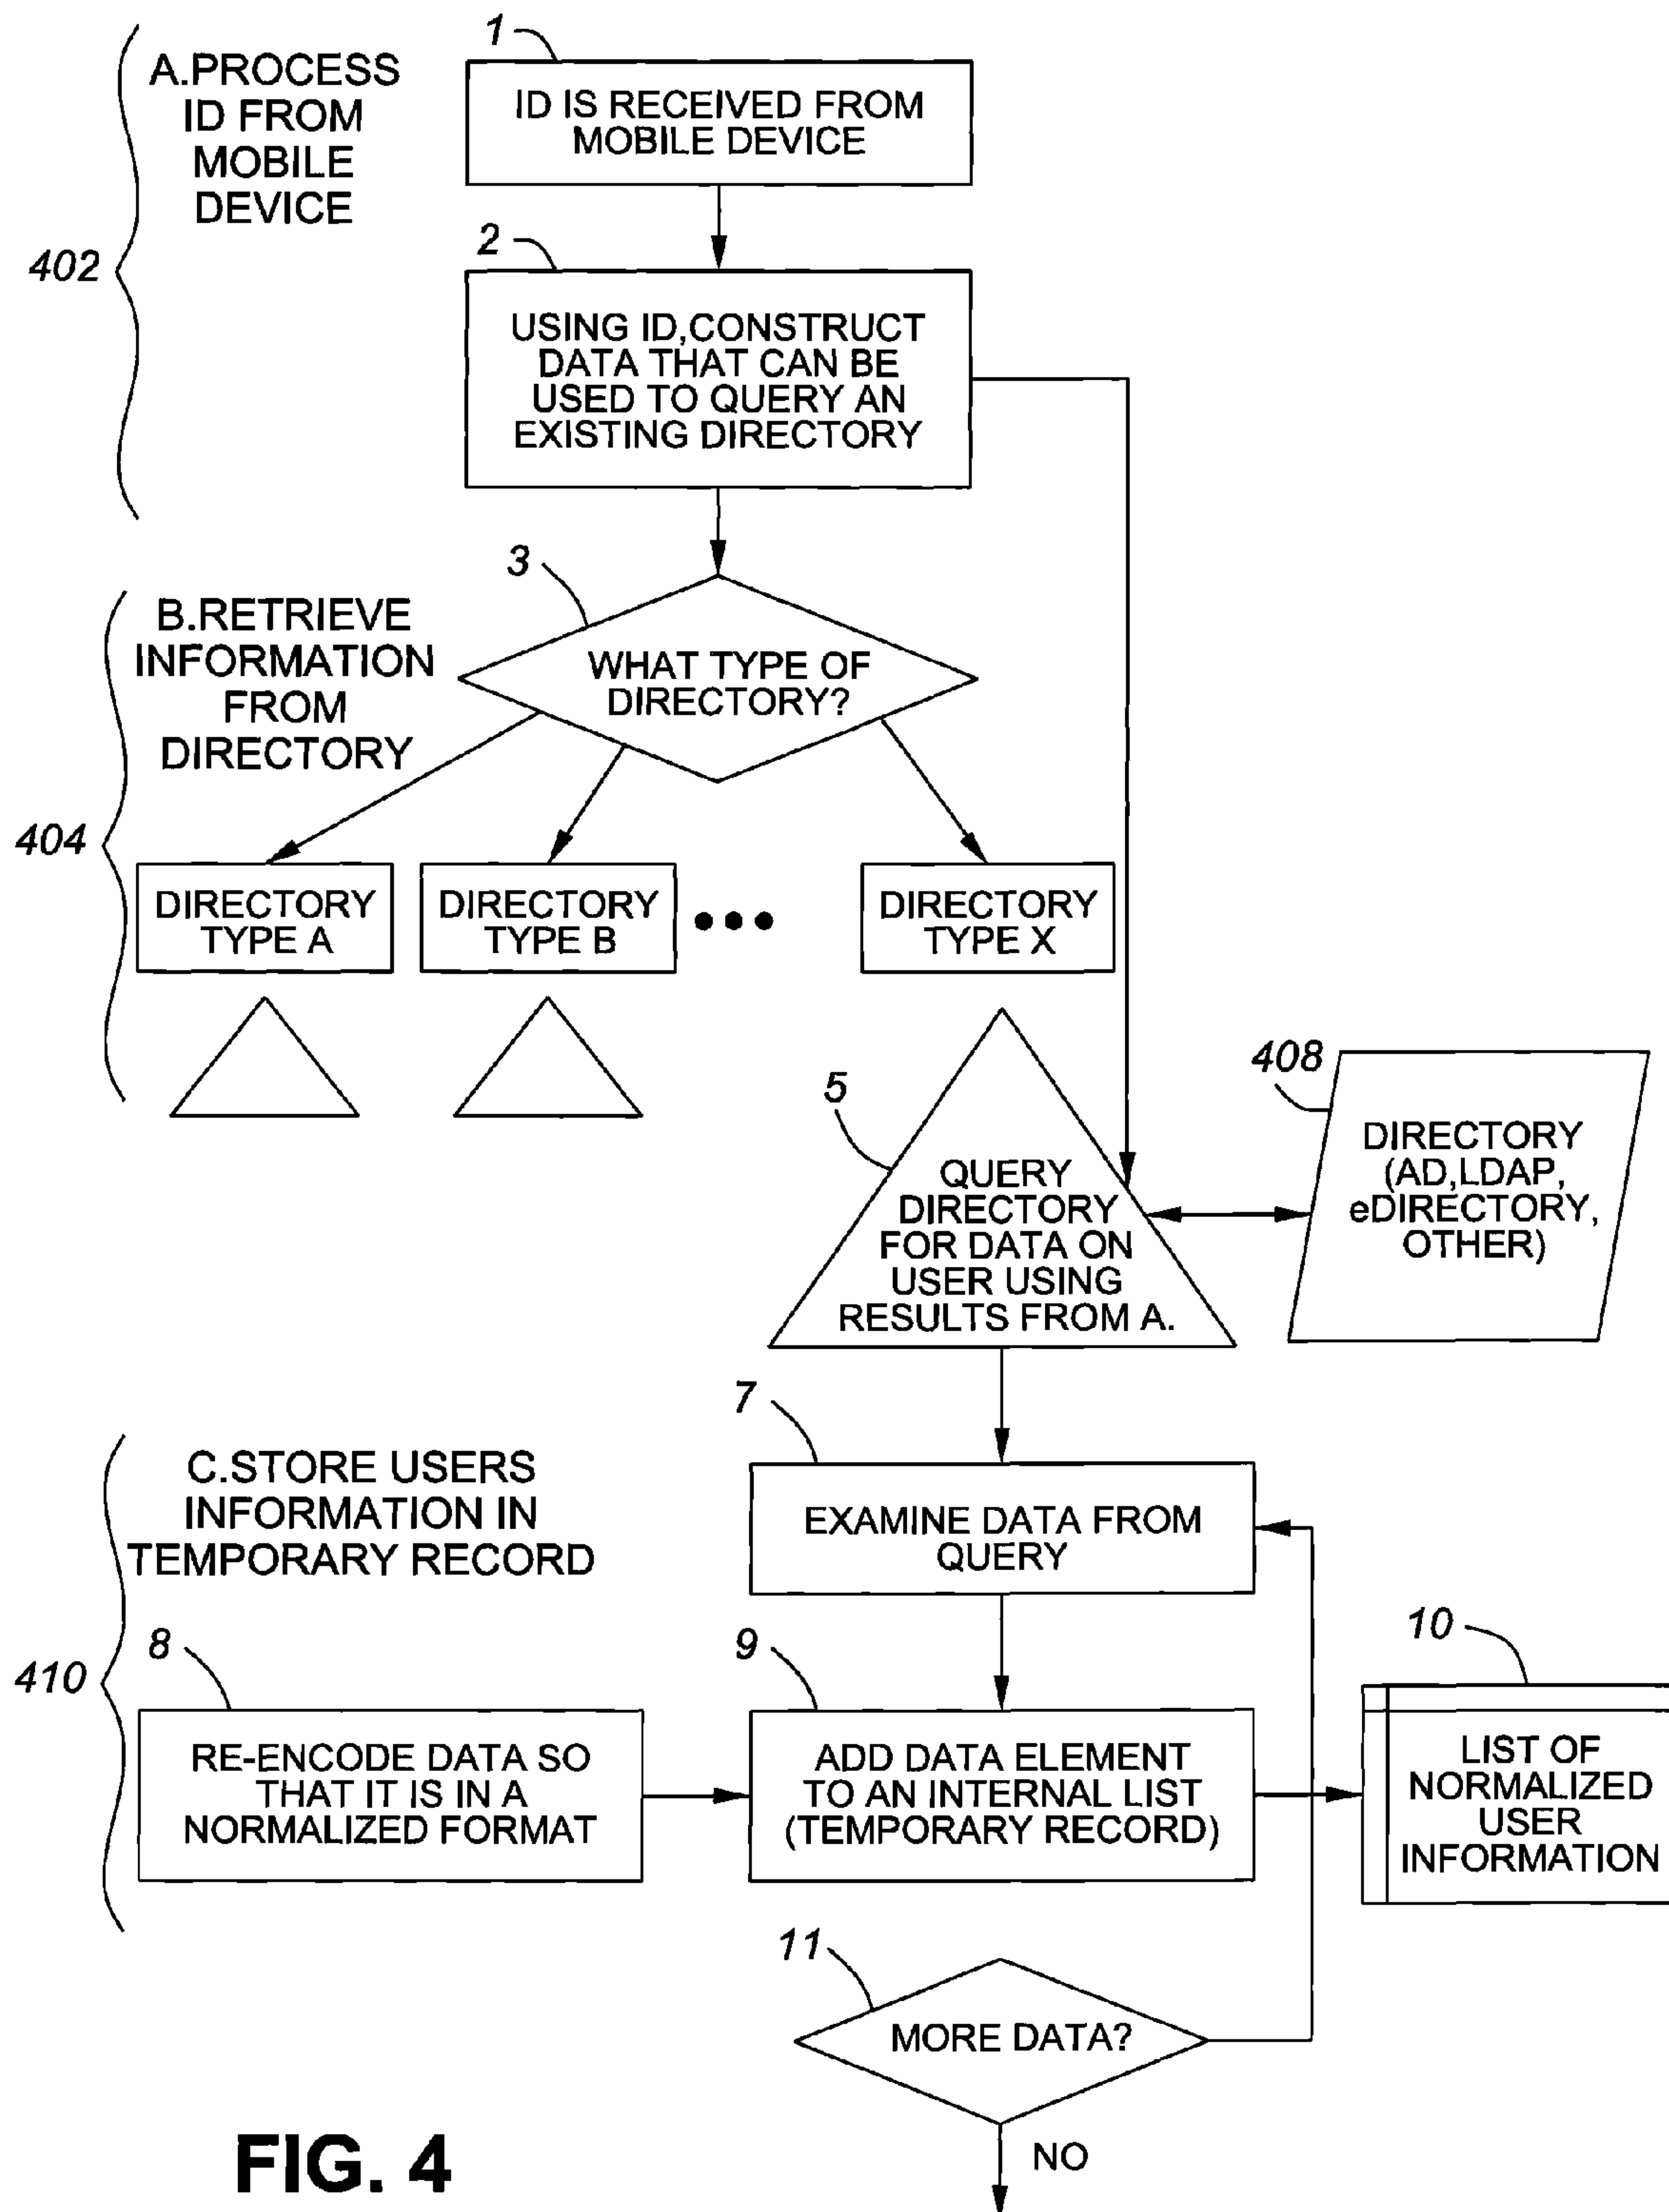 1
A.PROCESS
ID FROM
MOBILE
DEVICE
402
ID IS RECEIVED FROM
MOBILE DEVICE
2
USING ID,CONSTRUCT
DATA THAT CAN BE
USED TO QUERY AN
EXISTING DIRECTORY
3
B.RETRIEVE
INFORMATION
FROM
DIRECTORY
404
WHAT TYPE OF
DIRECTORY?
DIRECTORY
TYPE A
DIRECTORY
TYPE B
DIRECTORY
TYPE X
5
QUERY
DIRECTORY
FOR DATA ON
USER USING
RESULTS FROM A.
408
DIRECTORY
(AD,LDAP,
eDIRECTORY,
OTHER)
7
C.STORE USERS
INFORMATION IN
TEMPORARY RECORD
410
EXAMINE DATA FROM
QUERY
8
RE-ENCODE DATA SO
THAT IT IS IN A
NORMALIZED FORMAT
9
ADD DATA ELEMENT
TO AN INTERNAL LIST
(TEMPORARY RECORD)
10
LIST OF
NORMALIZED
USER
INFORMATION
11
MORE DATA?
NO
FIG. 4